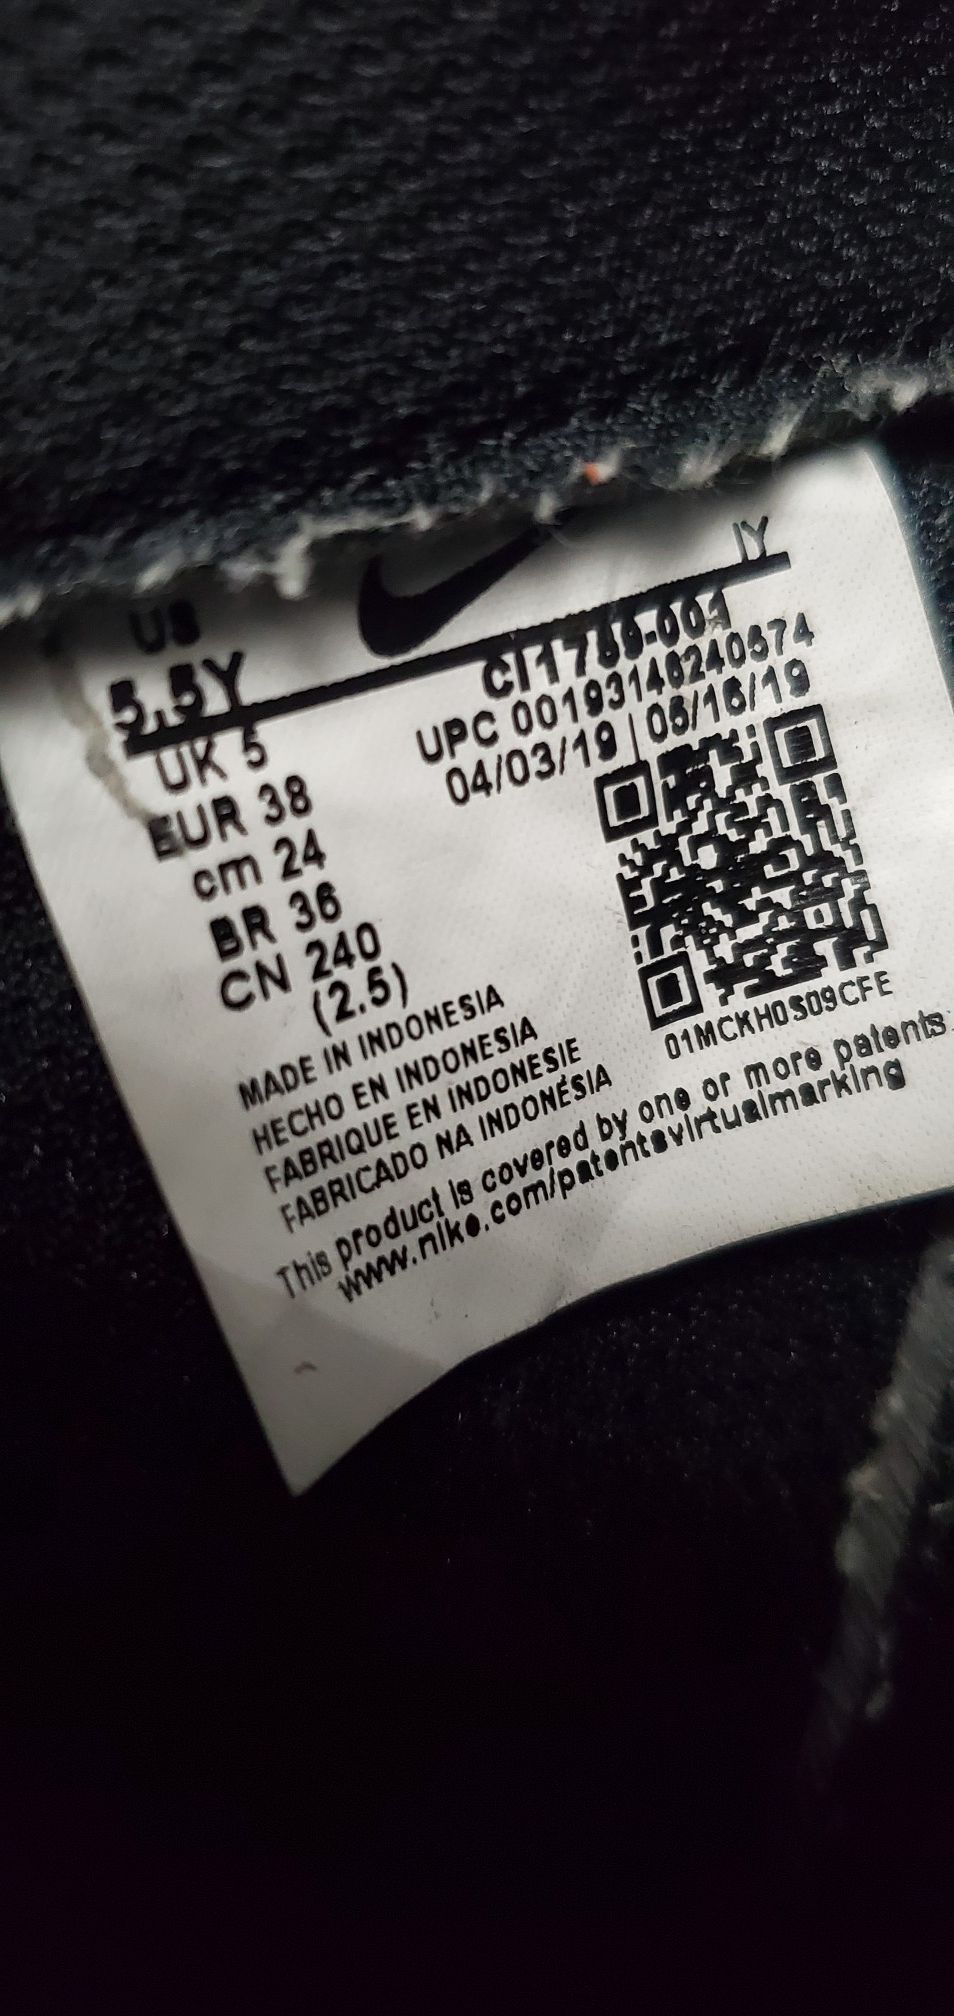 US
5.5Y
IY
UK 5
EUR 38
cm 24
BR 36
CN 240
(2.5)
UPC 00193146240674
04/03/19 | 05/16/19
01MCKH0S09CFE
MADE IN INDONESIA
HECHO EN INDONESIA
FABRIQUE EN INDONESIE
FABRICADO NA INDONÉSIA
This product is covered by one or more patents.
www.nike.com/patentsvirtualmarking